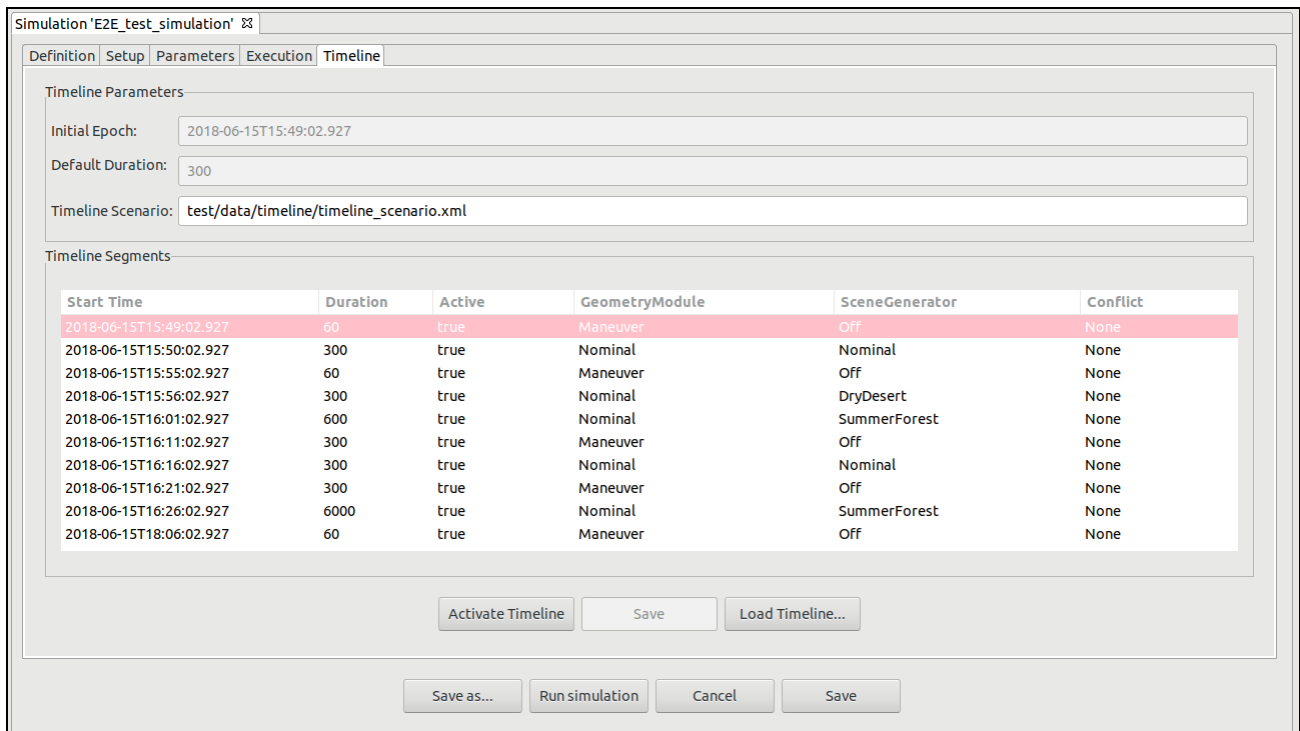 Simulation 'E2E_test_simulation'
Definition Setup Parameters Execution Timeline
Timeline Parameters
Initial Epoch: 2018-06-15T15:49:02.927
Default Duration: 300
Timeline Scenario: test/data/timeline/timeline_scenario.xml
Timeline Segments
Start Time Duration Active GeometryModule SceneGenerator Conflict
2018-06-15T15:49:02.927 60 true Maneuver Off None
2018-06-15T15:50:02.927 300 true Nominal Nominal None
2018-06-15T15:55:02.927 60 true Maneuver Off None
2018-06-15T15:56:02.927 300 true Nominal DryDesert None
2018-06-15T16:01:02.927 600 true Nominal SummerForest None
2018-06-15T16:11:02.927 300 true Maneuver Off None
2018-06-15T16:16:02.927 300 true Nominal Nominal None
2018-06-15T16:21:02.927 300 true Maneuver Off None
2018-06-15T16:26:02.927 6000 true Nominal SummerForest None
2018-06-15T18:06:02.927 60 true Maneuver Off None
Activate Timeline Save Load Timeline...
Save as... Run simulation Cancel Save